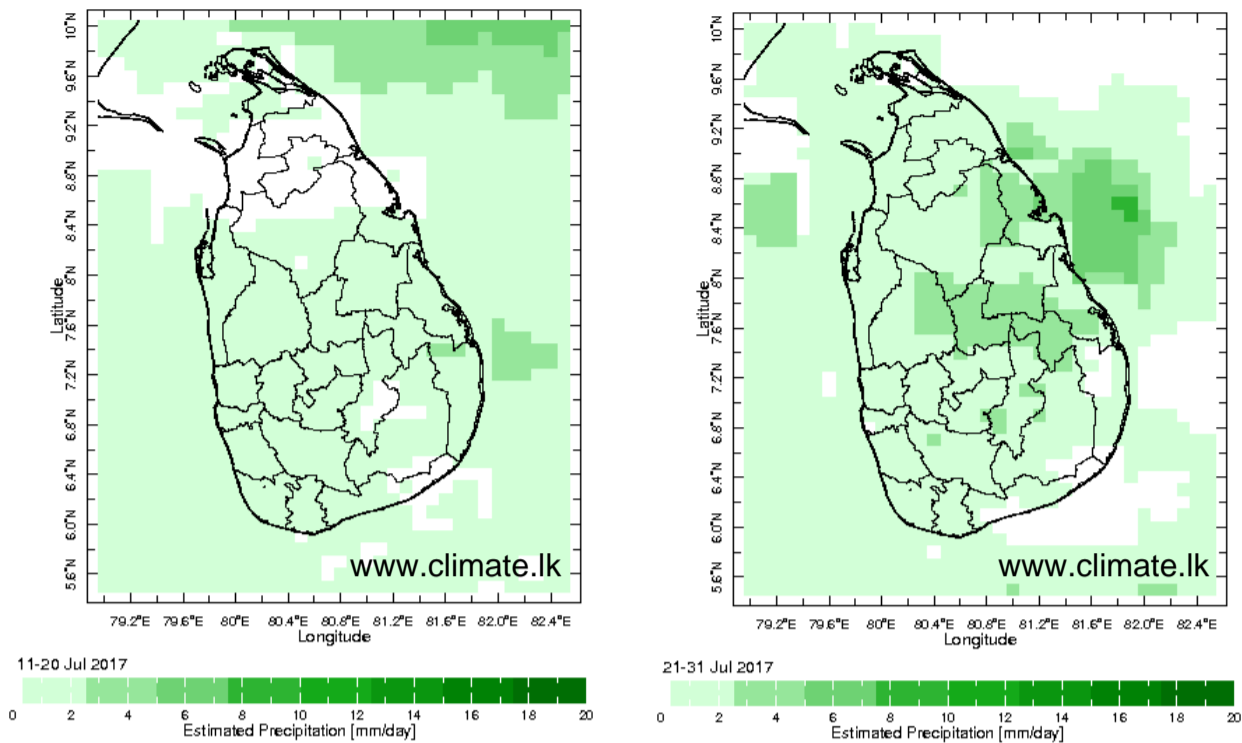 10°N
9.6°N
9.2°N
8.8°N
8.4°N
8°N
7.6°N
7.2°N
6.8°N
6.4°N
6.0°N
5.6°N
Latitude
www.climate.lk
79.2°E 79.6°E 80°E 80.4°E 80.8°E 81.2°E 81.6°E 82.0°E 82.4°E
Longitude
11-20 Jul 2017
0 2 4 6 8 10 12 14 16 18 20
Estimated Precipitation [mm/day]
10°N
9.6°N
9.2°N
8.8°N
8.4°N
8°N
7.6°N
7.2°N
6.8°N
6.4°N
6.0°N
5.6°N
Latitude
www.climate.lk
79.2°E 79.6°E 80°E 80.4°E 80.8°E 81.2°E 81.6°E 82.0°E 82.4°E
Longitude
21-31 Jul 2017
0 2 4 6 8 10 12 14 16 18 20
Estimated Precipitation [mm/day]